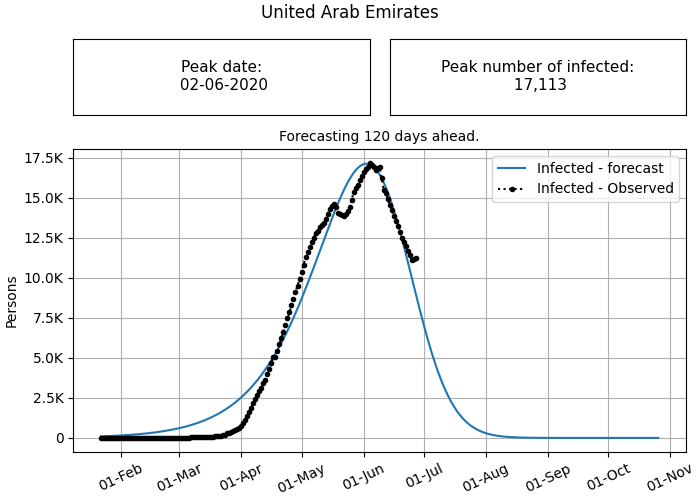 United Arab Emirates
Peak date:
02-06-2020
Peak number of infected:
17,113
Forecasting 120 days ahead.
Infected - forecast
Infected - Observed
17.5K
15.0K
12.5K
10.0K
7.5K
5.0K
2.5K
0
Persons
01-Feb
01-Mar
01-Apr
01-May
01-Jun
01-Jul
01-Aug
01-Sep
01-Oct
01-Nov